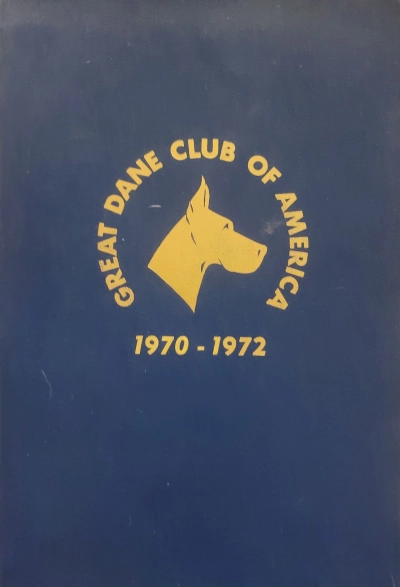 GREAT DANE CLUB OF AMERICA
1970 - 1972